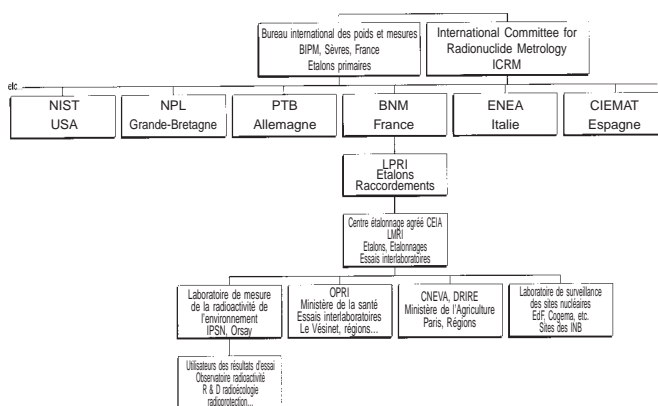 Bureau international des poids et mesures
BIPM, Sèvres, France
Etalons primaires
International Committee for
Radionuclide Metrology
ICRM
etc
NIST
USA
NPL
Grande-Bretagne
PTB
Allemagne
BNM
France
ENEA
Italie
CIEMAT
Espagne
LPRI
Etalons
Raccordements
Centre étalonnage agréé CEIA
LMRI
Etalons, Etalonnages
Essais interlaboratoires
Laboratoire de mesure
de la radioactivité de
l'environnement
IPSN, Orsay
OPRI
Ministère de la santé
Essais interlaboratoires
Le Vésinet, régions...
CNEVA, DRIRE
Ministère de l'Agriculture
Paris, Régions
Laboratoire de surveillance
des sites nucléaires
EdF, Cogema, etc.
Sites des INB
Utilisateurs des résultats d'essai
Observatoire radioactivité
R & D radioécologie
radioprotection...